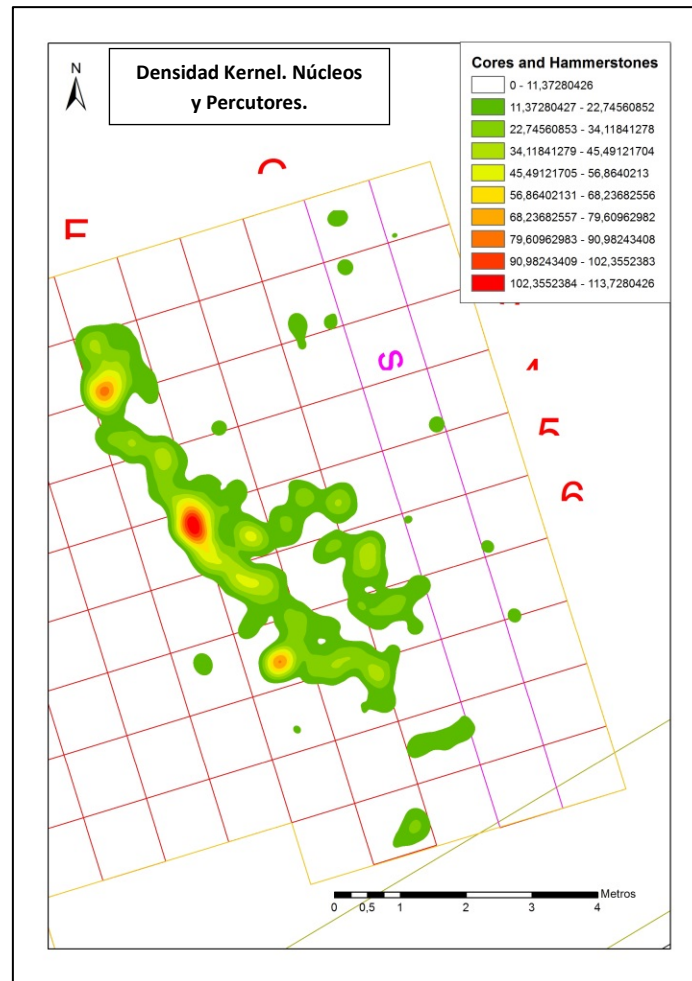 N
Densidad Kernel. Núcleos
y Percutores.
Cores and Hammerstones
0 - 11,37280426
11,37280427 - 22,74560852
22,74560853 - 34,11841278
34,11841279 - 45,49121704
45,49121705 - 56,8640213
56,86402131 - 68,23682556
68,23682557 - 79,60962982
79,60962983 - 90,98243408
90,98243409 - 102,3552383
102,3552384 - 113,7280426
5
Metros
0 0,5 1 2 3 4